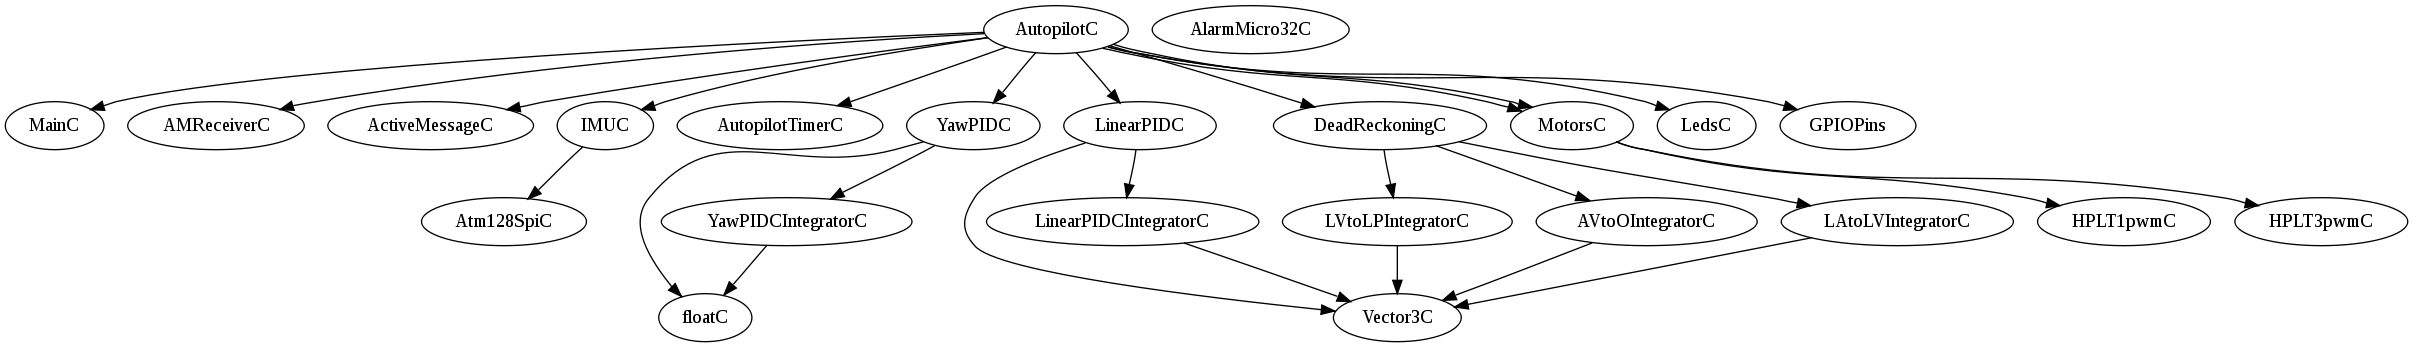 AutopilotC
AlarmMicro32C
MainC
AMReceiverC
ActiveMessageC
IMUC
AutopilotTimerC
YawPIDC
LinearPIDC
DeadReckoningC
MotorsC
LedsC
GPIOPins
Atm128SpiC
YawPIDCIntegratorC
LinearPIDCIntegratorC
LVtoLPIntegratorC
AVtoOIntegratorC
LAtoLVIntegratorC
HPLT1pwmC
HPLT3pwmC
floatC
Vector3C